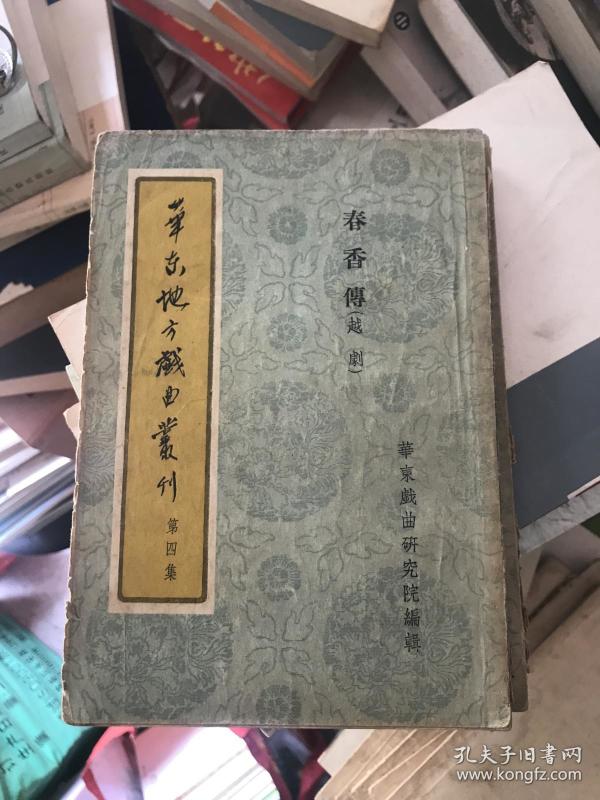 華东地方戲曲叢刊
第四集
春香傳(越劇)
華東戲曲研究院編輯
孔夫子旧书网
www.kongfz.com